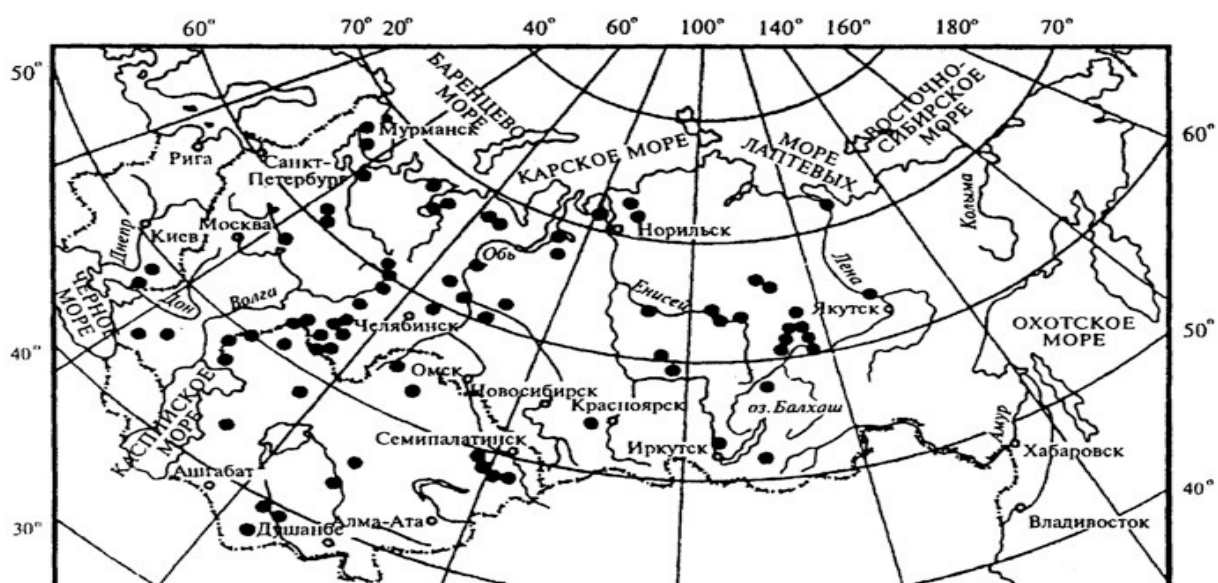 60° 70° 20° 40° 60° 80° 100° 120° 140° 160° 180° 70°
50°
БАРЕНЦЕВО
МОРЕ
ВОСТОЧНО-
СИБИРСКОЕ
МОРЕ
60°
Мурманск
КАРСКОЕ МОРЕ
МОРЕ
ЛАПТЕВЫХ
Рига
Санкт-
Петербург
Колыма
Днепр
Киев
Москва
Норильск
Обь
Лена
ЧЕРНОЕ
МОРЕ
Дон
Волга
Енисей
Якутск
Челябинск
ОХОТСКОЕ
МОРЕ
50°
40°
Омск
Новосибирск
КАСПИЙСКОЕ
МОРЕ
Красноярск
оз. Балхаш
Амур
Семипалатинск
Иркутск
Хабаровск
Ашгабат
40°
30°
Душанбе
Алма-Ата
Владивосток